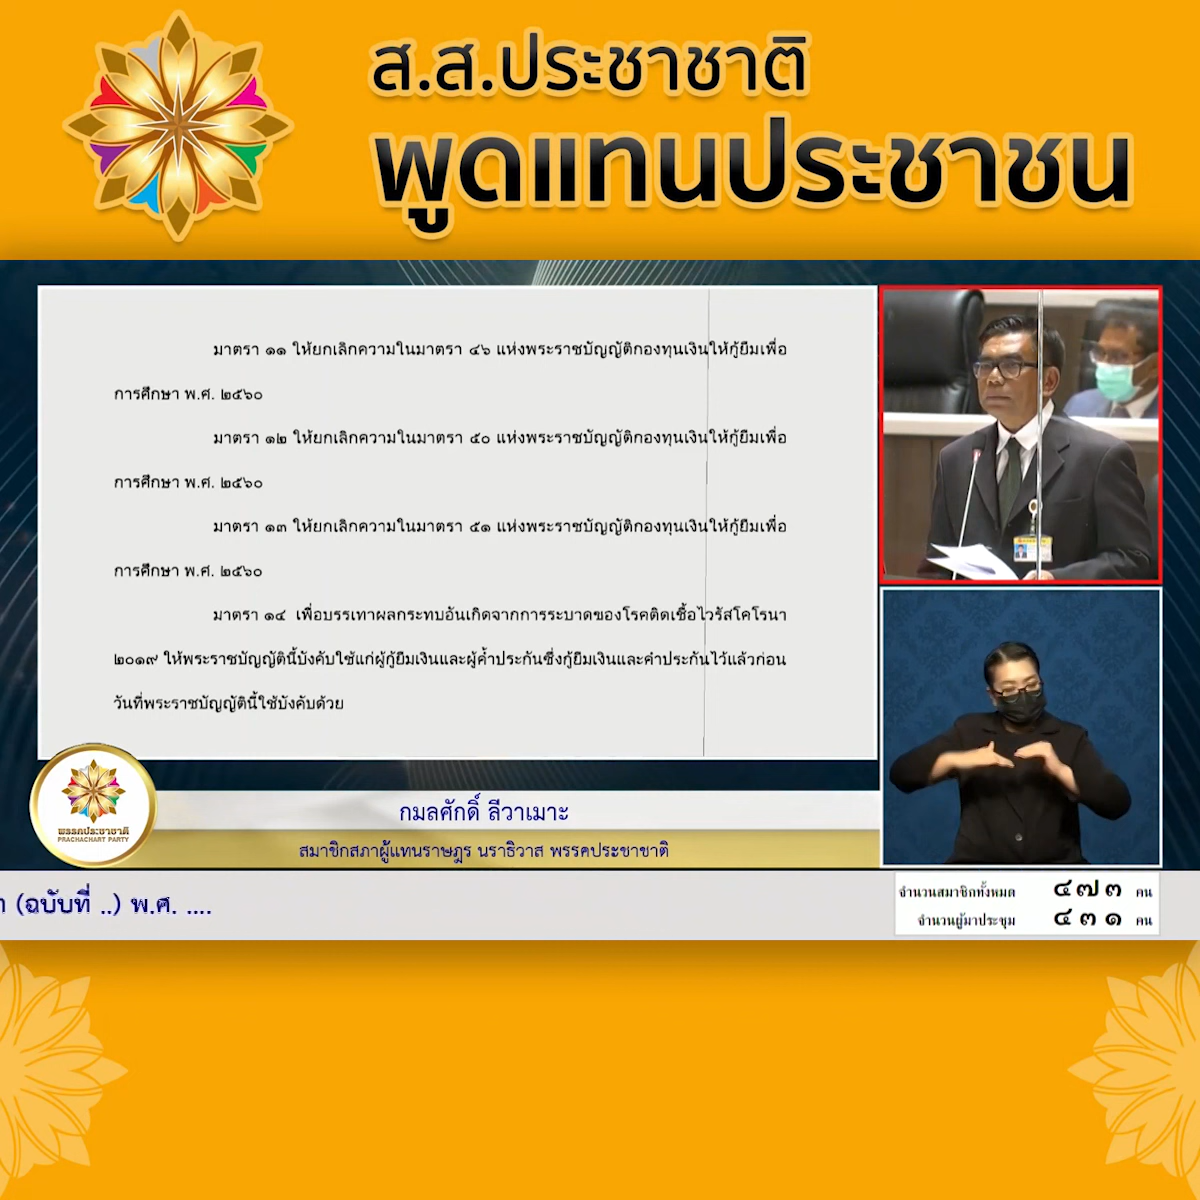 ส.ส.ประชาชาติ
พูดแทนประชาชน
มาตรา ๑๑ ให้ยกเลิกความในมาตรา ๔๖ แห่งพระราชบัญญัติกองทุนเงินให้กู้ยืมเพื่อ
การศึกษา พ.ศ. ๒๕๖๐
มาตรา ๑๒ ให้ยกเลิกความในมาตรา ๕๐ แห่งพระราชบัญญัติกองทุนเงินให้กู้ยืมเพื่อ
การศึกษา พ.ศ. ๒๕๖๐
มาตรา ๑๓ ให้ยกเลิกความในมาตรา ๕๑ แห่งพระราชบัญญัติกองทุนเงินให้กู้ยืมเพื่อ
การศึกษา พ.ศ. ๒๕๖๐
มาตรา ๑๔ เพื่อบรรเทาผลกระทบอันเกิดจากการระบาดของโรคติดเชื้อไวรัสโคโรนา
๒๐๑๙ ให้พระราชบัญญัตินี้บังคับใช้แก่ผู้กู้ยืมเงินและผู้ค้ำประกันซึ่งกู้ยืมเงินและค้ำประกันไว้แล้วก่อน
วันที่พระราชบัญญัตินี้ใช้บังคับด้วย
พรรคประชาชาติ
PRACHACHART PARTY
กมลศักดิ์ ลีวาเมาะ
สมาชิกสภาผู้แทนราษฎร นราธิวาส พรรคประชาชาติ
า (ฉบับที่ ..) พ.ศ. ....
จำนวนสมาชิกทั้งหมด ๔๗๓ คน
จำนวนผู้มาประชุม ๔๓๑ คน